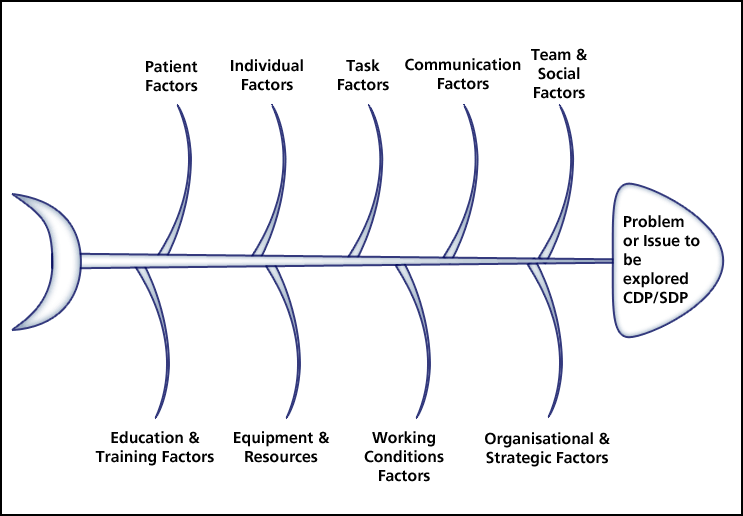 Patient
Factors
Individual
Factors
Task
Factors
Communication
Factors
Team &
Social
Factors
Problem
or Issue to
be
explored
CDP/SDP
Education &
Training Factors
Equipment &
Resources
Working
Conditions
Factors
Organisational &
Strategic Factors